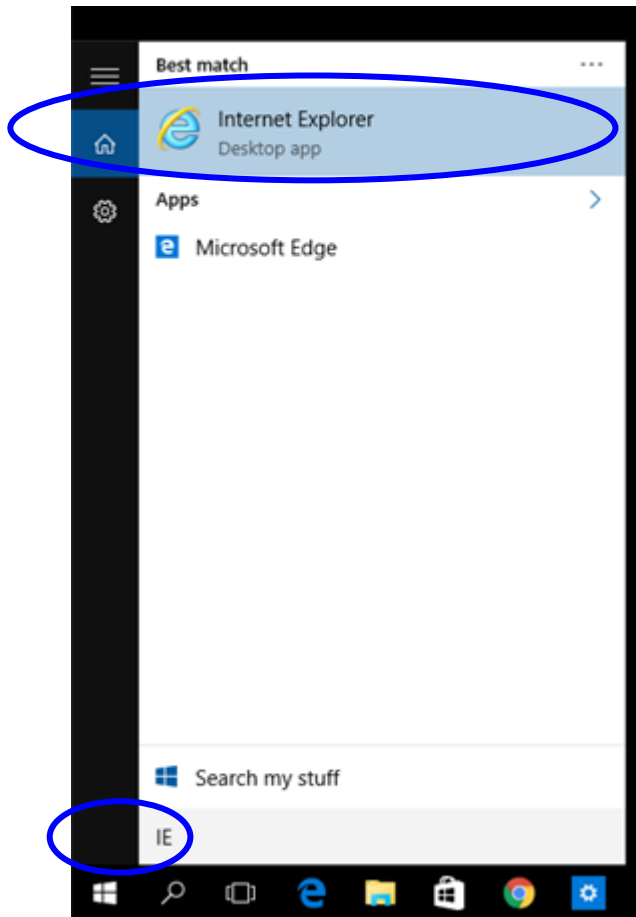 Best match
Internet Explorer
Desktop app
Apps
Microsoft Edge
Search my stuff
IE